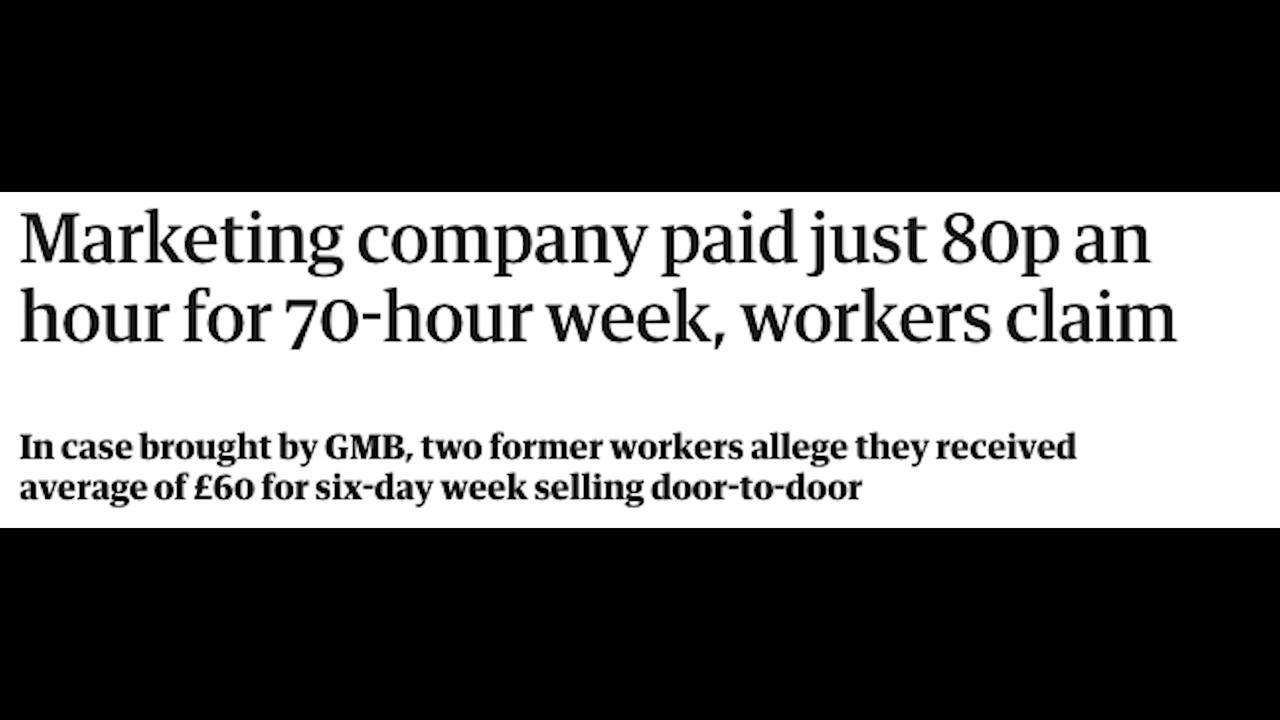 Marketing company paid just 80p an
hour for 70-hour week, workers claim
In case brought by GMB, two former workers allege they received
average of £60 for six-day week selling door-to-door